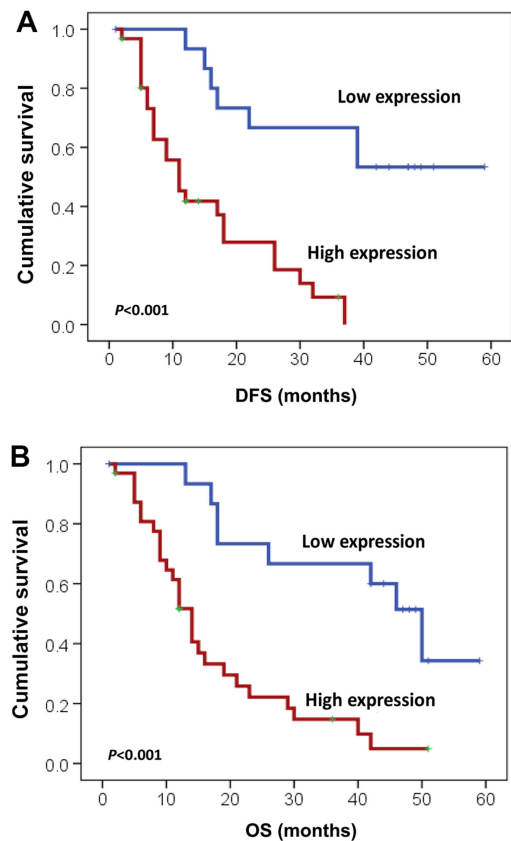 A
Cumulative survival
1.0
0.8
0.6
0.4
0.2
0.0
Low expression
High expression
P<0.001
0 10 20 30 40 50 60
DFS (months)
B
Cumulative survival
1.0
0.8
0.6
0.4
0.2
0.0
Low expression
High expression
P<0.001
0 10 20 30 40 50 60
OS (months)